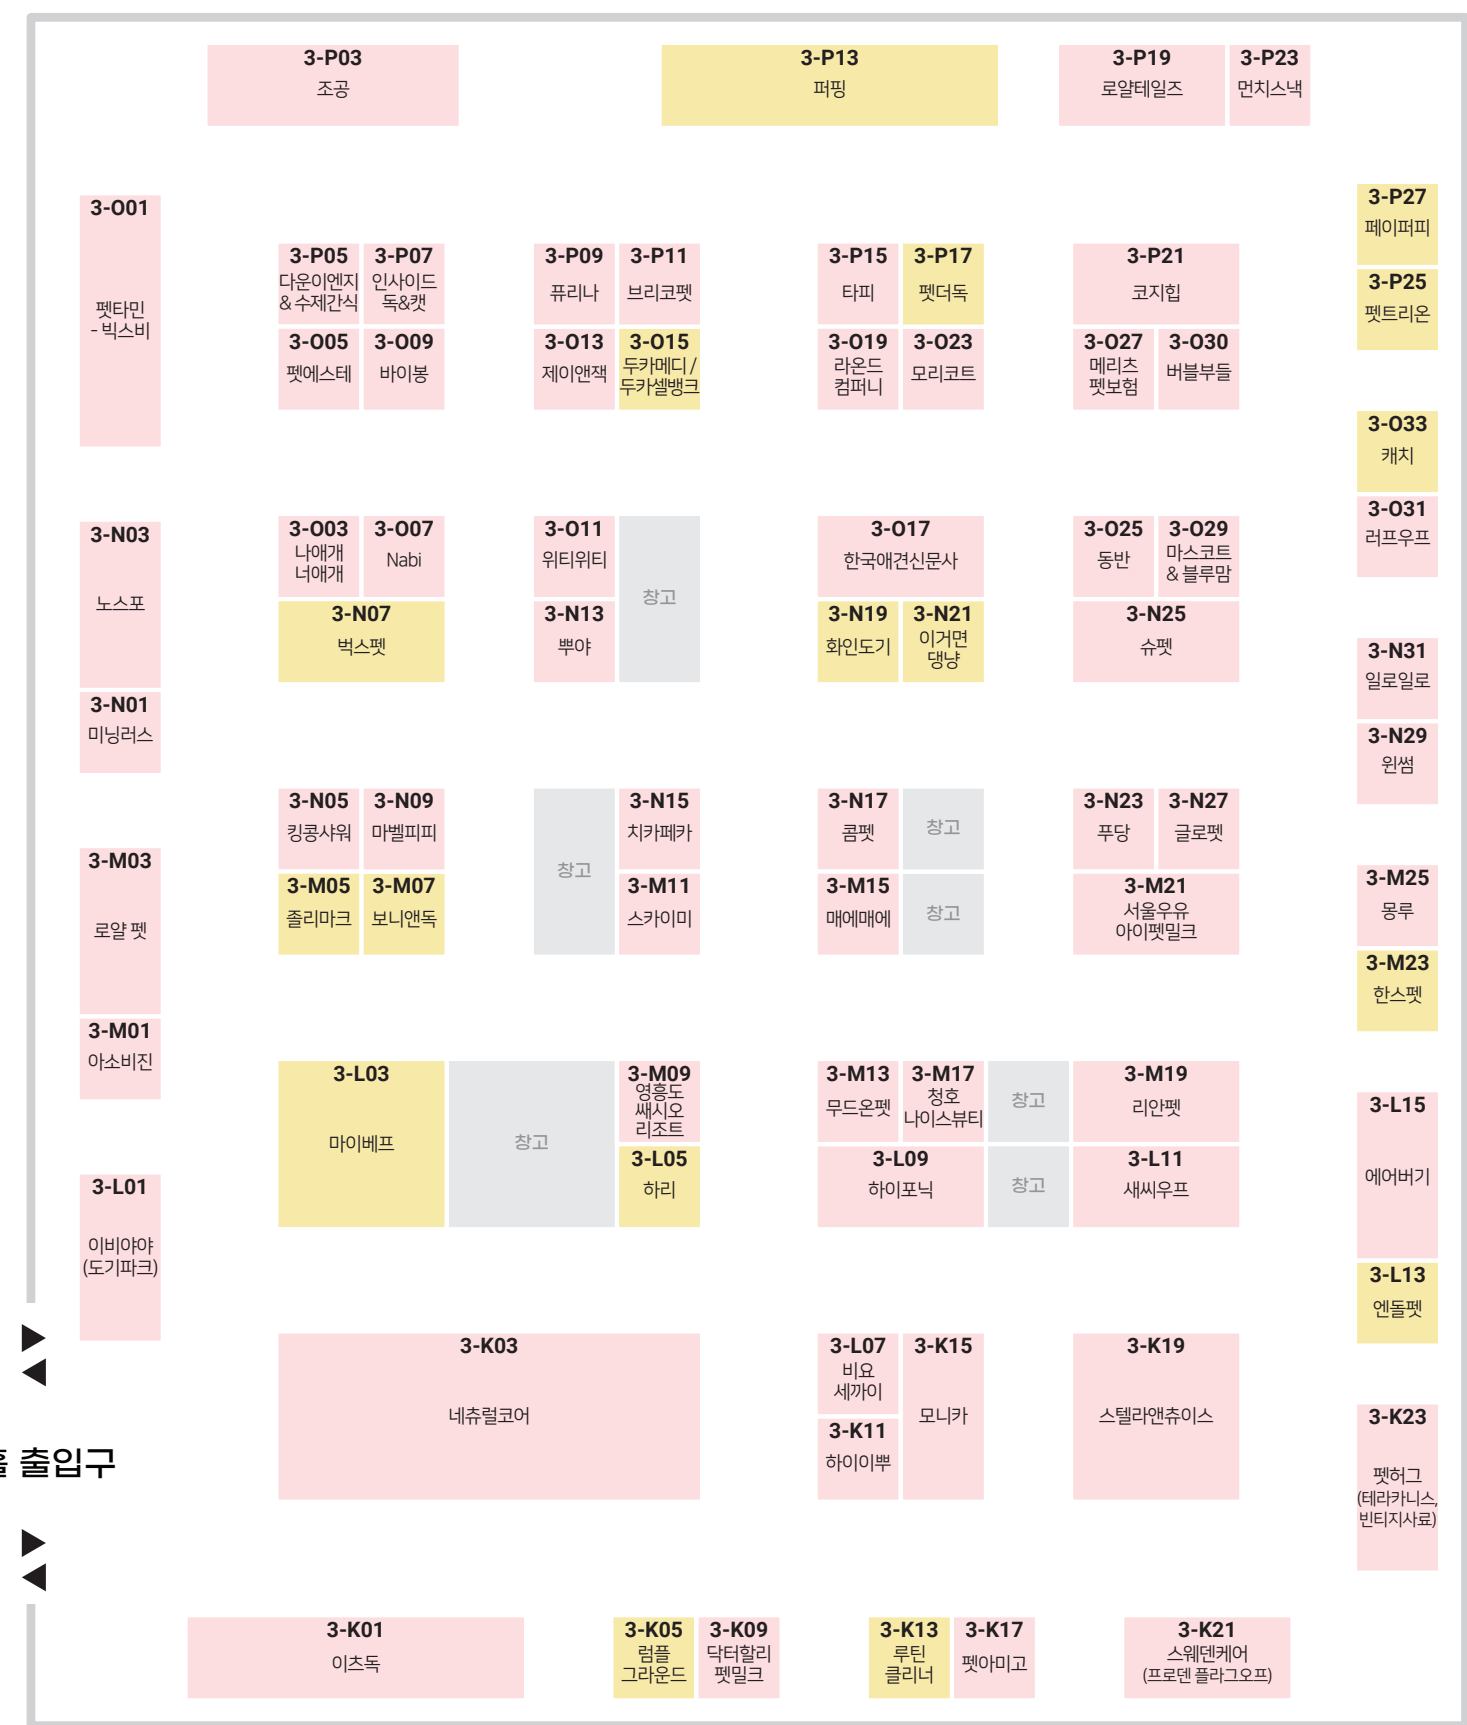 3-P03
조공
3-P13
퍼핑
3-P19
로얄테일즈
3-P23
먼치스낵
3-O01
펫타민
- 빅스비
3-P05
다운이엔지
& 수제간식
3-P07
인사이드
독&캣
3-P09
퓨리나
3-P11
브리코펫
3-P15
타피
3-P17
펫더독
3-P21
코지힙
3-P27
페이퍼피
3-P25
펫트리온
3-O05
펫에스테
3-O09
바이봉
3-O13
제이앤잭
3-O15
두카메디 /
두카셀뱅크
3-O19
라온드
컴퍼니
3-O23
모리코트
3-O27
메리츠
펫보험
3-O30
버블부들
3-O33
캐치
3-O31
러프우프
3-N03
노스포
3-N01
미닝러스
3-O03
나애개
너애개
3-O07
Nabi
3-O11
위티위티
창고
3-O17
한국애견신문사
3-O25
동반
3-O29
마스코트
& 블루맘
3-N07
벅스펫
3-N13
뿌야
3-N19
화인도기
3-N21
이거면
댕냥
3-N25
슈펫
3-N31
일로일로
3-N29
윈썸
3-M03
로얄 펫
3-M01
아소비진
3-N05
킹콩샤워
3-N09
마벨피피
창고
3-N15
치카페카
3-N17
콤펫
창고
3-N23
푸당
3-N27
글로펫
3-M05
졸리마크
3-M07
보니앤독
3-M11
스카이미
3-M15
매에매에
창고
3-M21
서울우유
아이펫밀크
3-M25
몽루
3-M23
한스펫
3-L01
이비야야
(도기파크)
3-L03
마이베프
창고
3-M09
영흥도
쌔시오
리조트
3-L05
하리
3-M13
무드온펫
3-M17
청호
나이스뷰티
창고
3-M19
리안펫
3-L09
하이포닉
창고
3-L11
새씨우프
3-L15
에어버기
3-L13
엔돌펫
3-K03
네츄럴코어
3-L07
비요
세까이
3-K11
하이이뿌
3-K15
모니카
3-K19
스텔라앤츄이스
3-K23
펫허그
(테라카니스,
빈티지사료)
출입구
3-K01
이츠독
3-K05
럼플
그라운드
3-K09
닥터할리
펫밀크
3-K13
루틴
클리너
3-K17
펫아미고
3-K21
스웨덴케어
(프로덴 플라그오프)